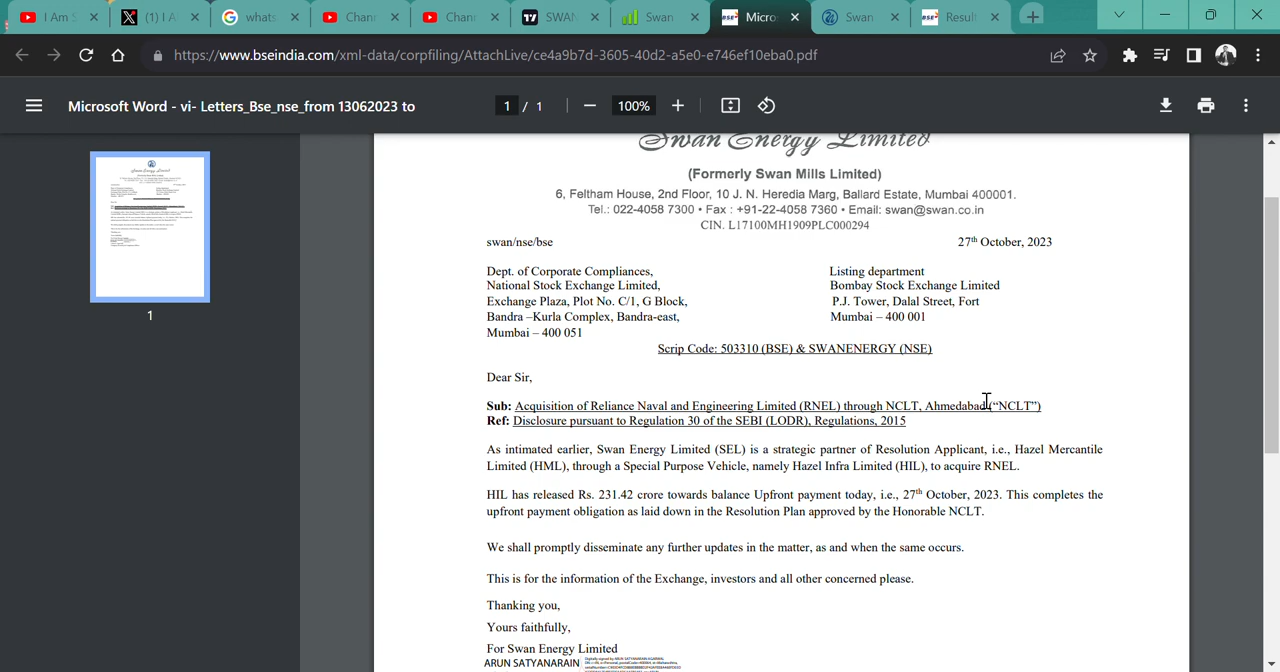 I Am S
(1) I A
whats
Chann
Chann
SWAN
Swan
Micro
Swan
Result
https://www.bseindia.com/xml-data/corpfiling/AttachLive/ce4a9b7d-3605-40d2-a5e0-e746ef10eba0.pdf
Microsoft Word - vi- Letters_Bse_nse_from 13062023 to
1 / 1
100%
1
Swan Energy Limited
(Formerly Swan Mills Limited)
6, Feltham House, 2nd Floor, 10 J. N. Heredia Marg, Ballard Estate, Mumbai 400001.
Tel.: 022-4058 7300 • Fax : +91-22-4058 7360 • Email: swan@swan.co.in
CIN. L17100MH1909PLC000294
swan/nse/bse 27th October, 2023
Dept. of Corporate Compliances, Listing department
National Stock Exchange Limited, Bombay Stock Exchange Limited
Exchange Plaza, Plot No. C/1, G Block, P.J. Tower, Dalal Street, Fort
Bandra –Kurla Complex, Bandra-east, Mumbai – 400 001
Mumbai – 400 051
Scrip Code: 503310 (BSE) & SWANENERGY (NSE)
Dear Sir,
Sub: Acquisition of Reliance Naval and Engineering Limited (RNEL) through NCLT, Ahmedabad (“NCLT”)
Ref: Disclosure pursuant to Regulation 30 of the SEBI (LODR), Regulations, 2015
As intimated earlier, Swan Energy Limited (SEL) is a strategic partner of Resolution Applicant, i.e., Hazel Mercantile
Limited (HML), through a Special Purpose Vehicle, namely Hazel Infra Limited (HIL), to acquire RNEL.
HIL has released Rs. 231.42 crore towards balance Upfront payment today, i.e., 27th October, 2023. This completes the
upfront payment obligation as laid down in the Resolution Plan approved by the Honorable NCLT.
We shall promptly disseminate any further updates in the matter, as and when the same occurs.
This is for the information of the Exchange, investors and all other concerned please.
Thanking you,
Yours faithfully,
For Swan Energy Limited
ARUN SATYANARAIN